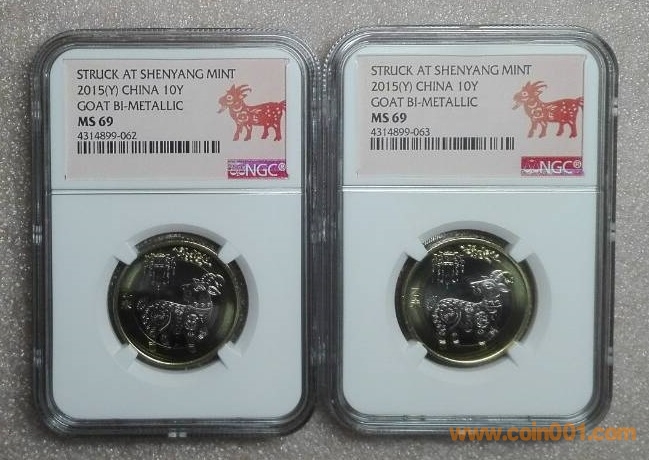 STRUCK AT SHENYANG MINT
2015(Y) CHINA 10Y
GOAT BI-METALLIC
MS 69
4314899-062
NGC®
STRUCK AT SHENYANG MINT
2015(Y) CHINA 10Y
GOAT BI-METALLIC
MS 69
4314899-063
NGC®
www.coin001.com